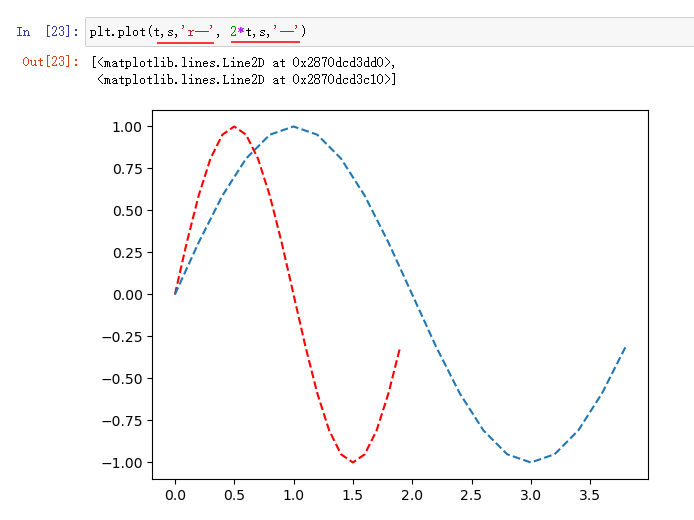 In [23]: plt.plot(t,s,'r--', 2*t,s,'--')
Out[23]: [<matplotlib.lines.Line2D at 0x2870dcd3dd0>,
<matplotlib.lines.Line2D at 0x2870dcd3c10>]
1.00
0.75
0.50
0.25
0.00
−0.25
−0.50
−0.75
−1.00
0.0 0.5 1.0 1.5 2.0 2.5 3.0 3.5